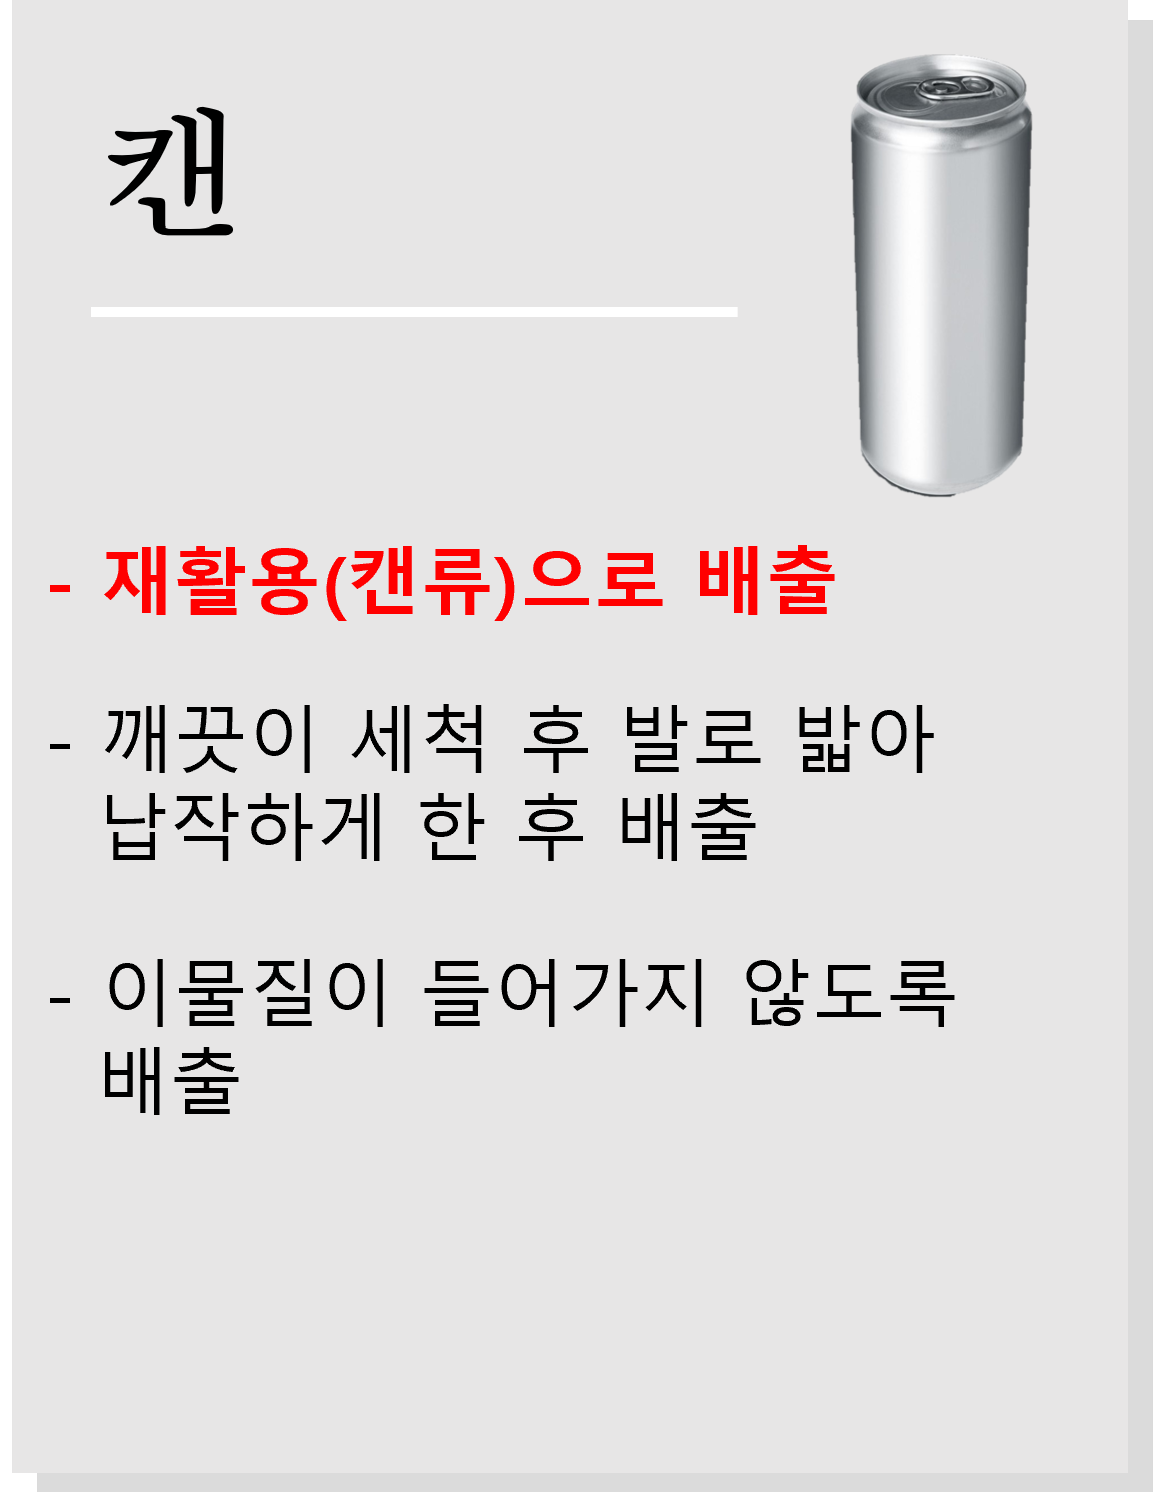 캔
- 재활용(캔류)으로 배출
- 깨끗이 세척 후 발로 밟아
납작하게 한 후 배출
- 이물질이 들어가지 않도록
배출